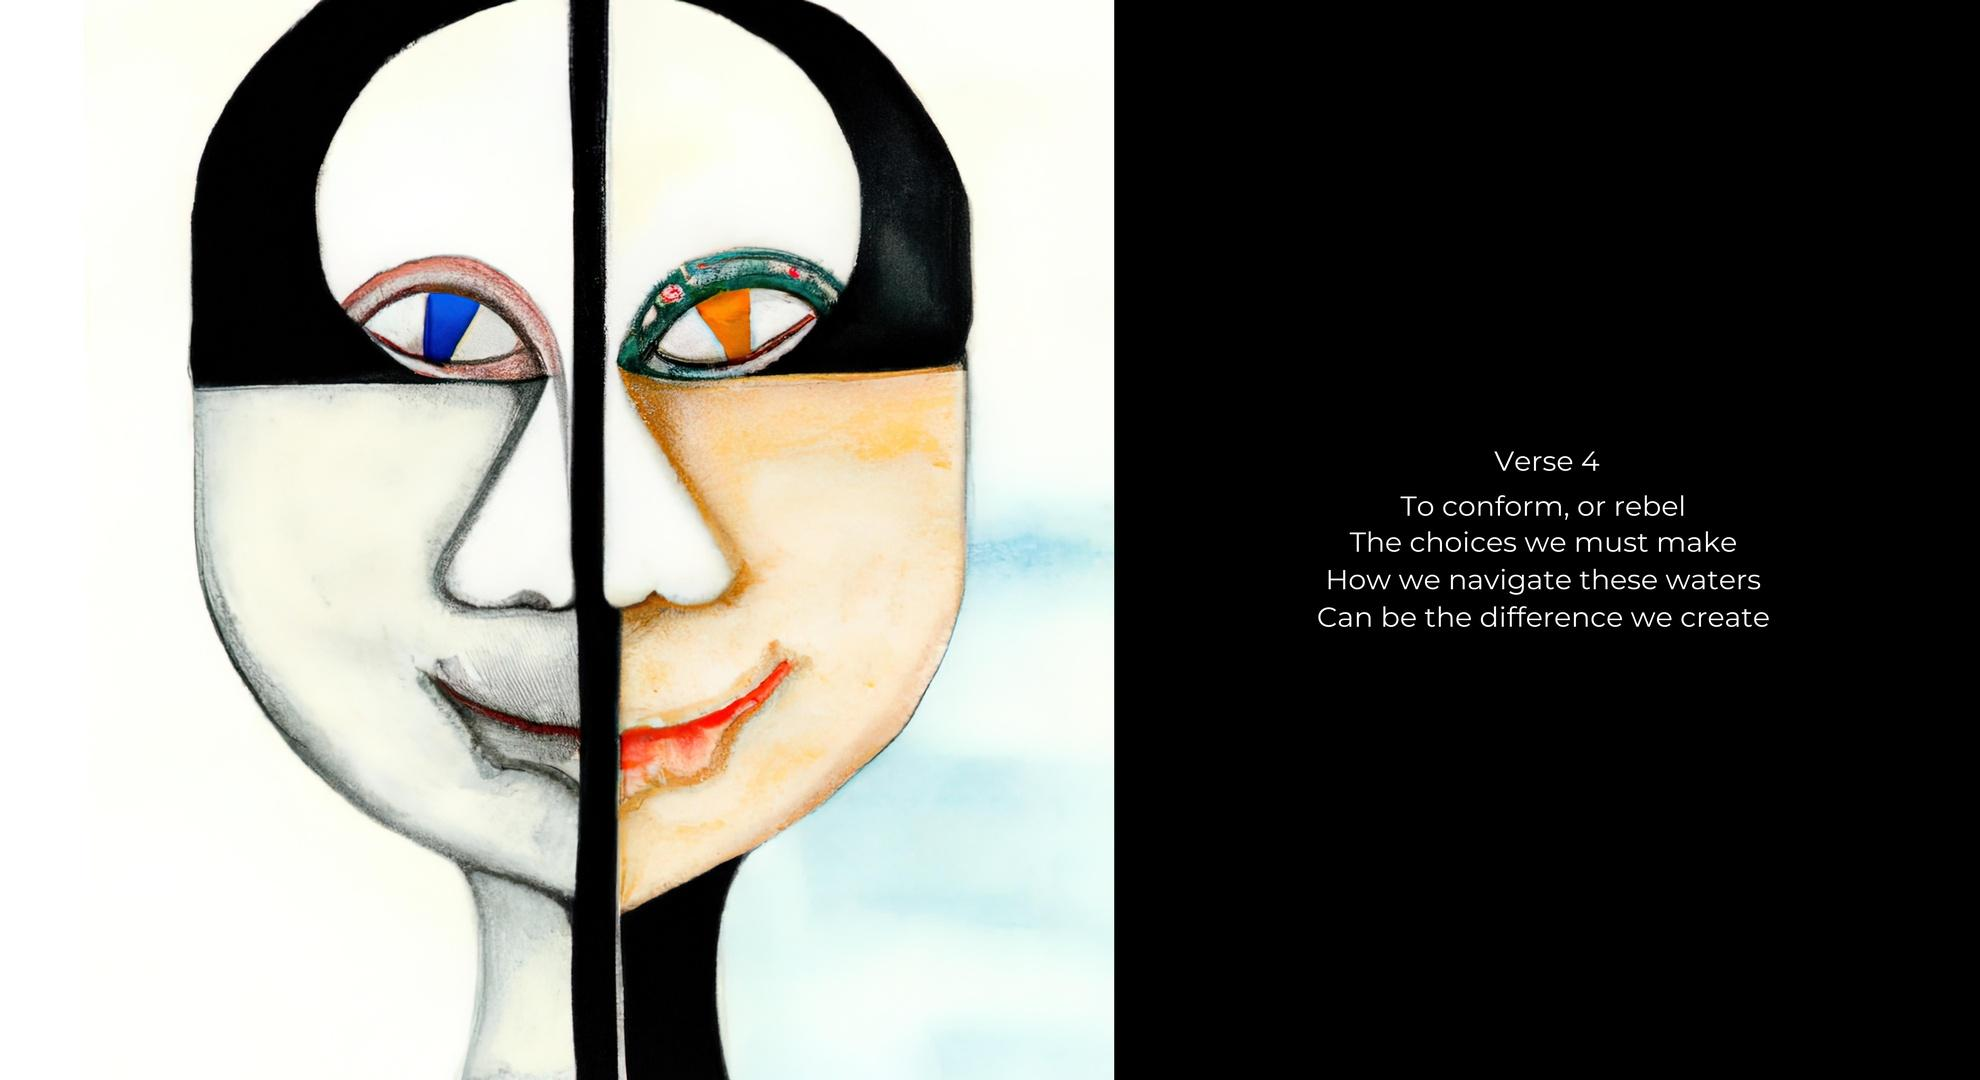 Verse 4
To conform, or rebel
The choices we must make
How we navigate these waters
Can be the difference we create